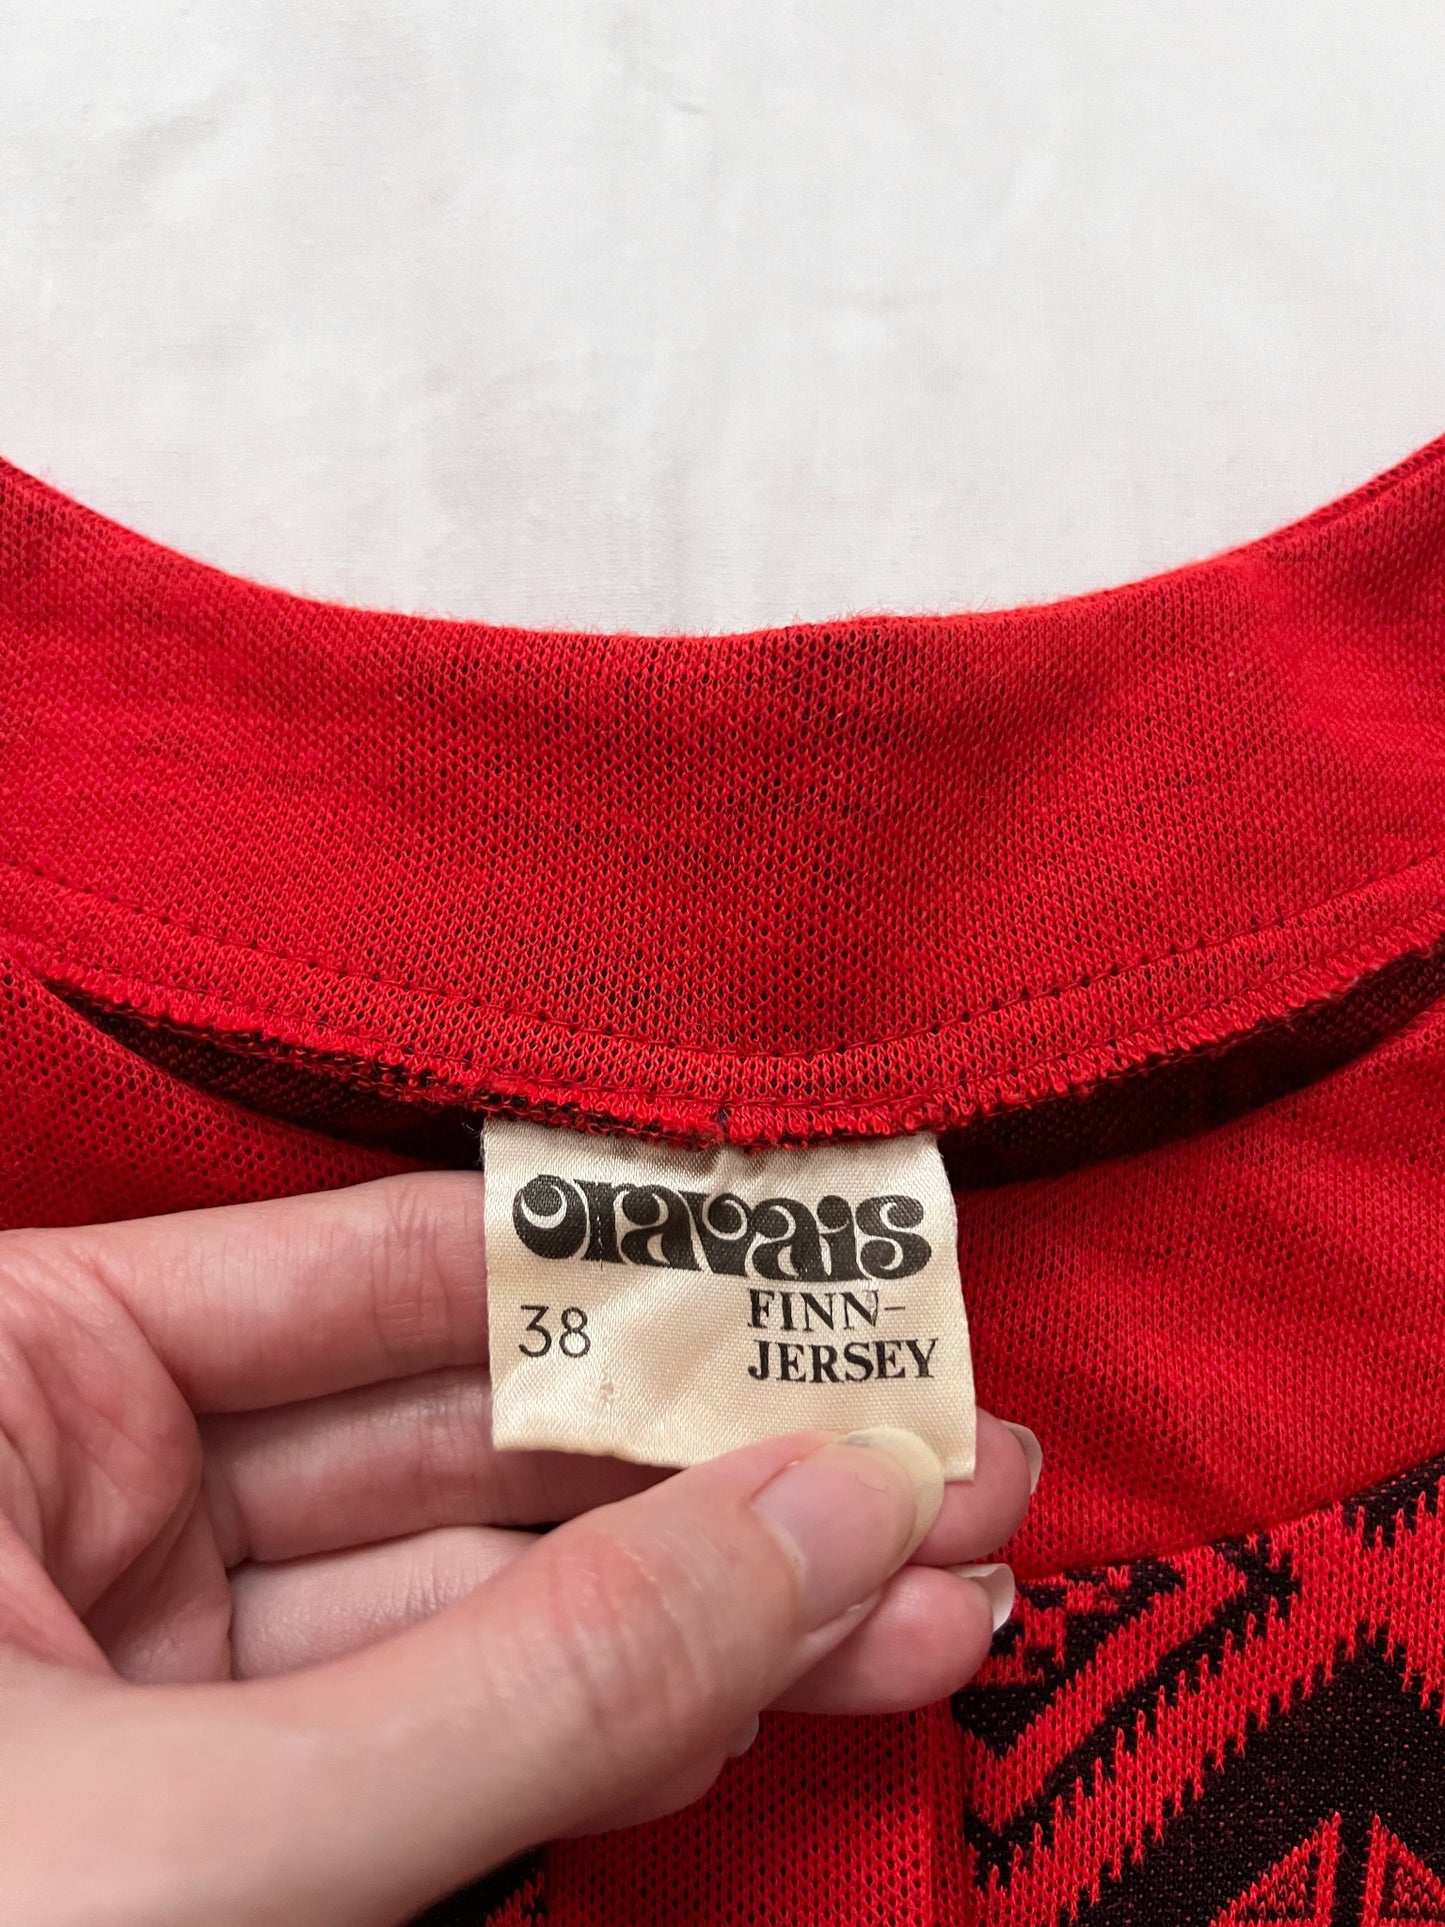 Oravais
38 FINN-
JERSEY